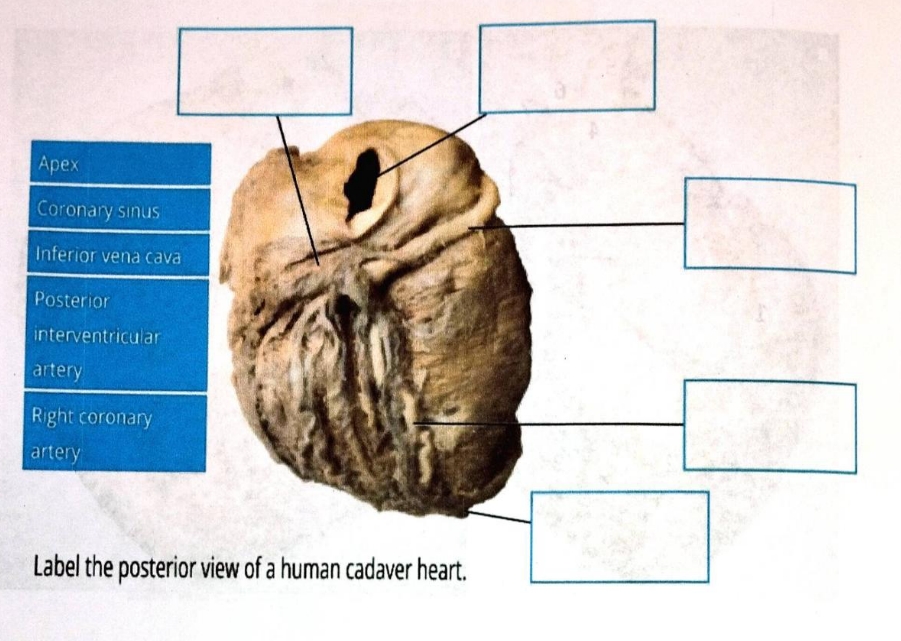 Apex
Coronary sinus
Inferior vena cava
Posterior
interventricular
artery
Right coronary
artery
Label the posterior view of a human cadaver heart.